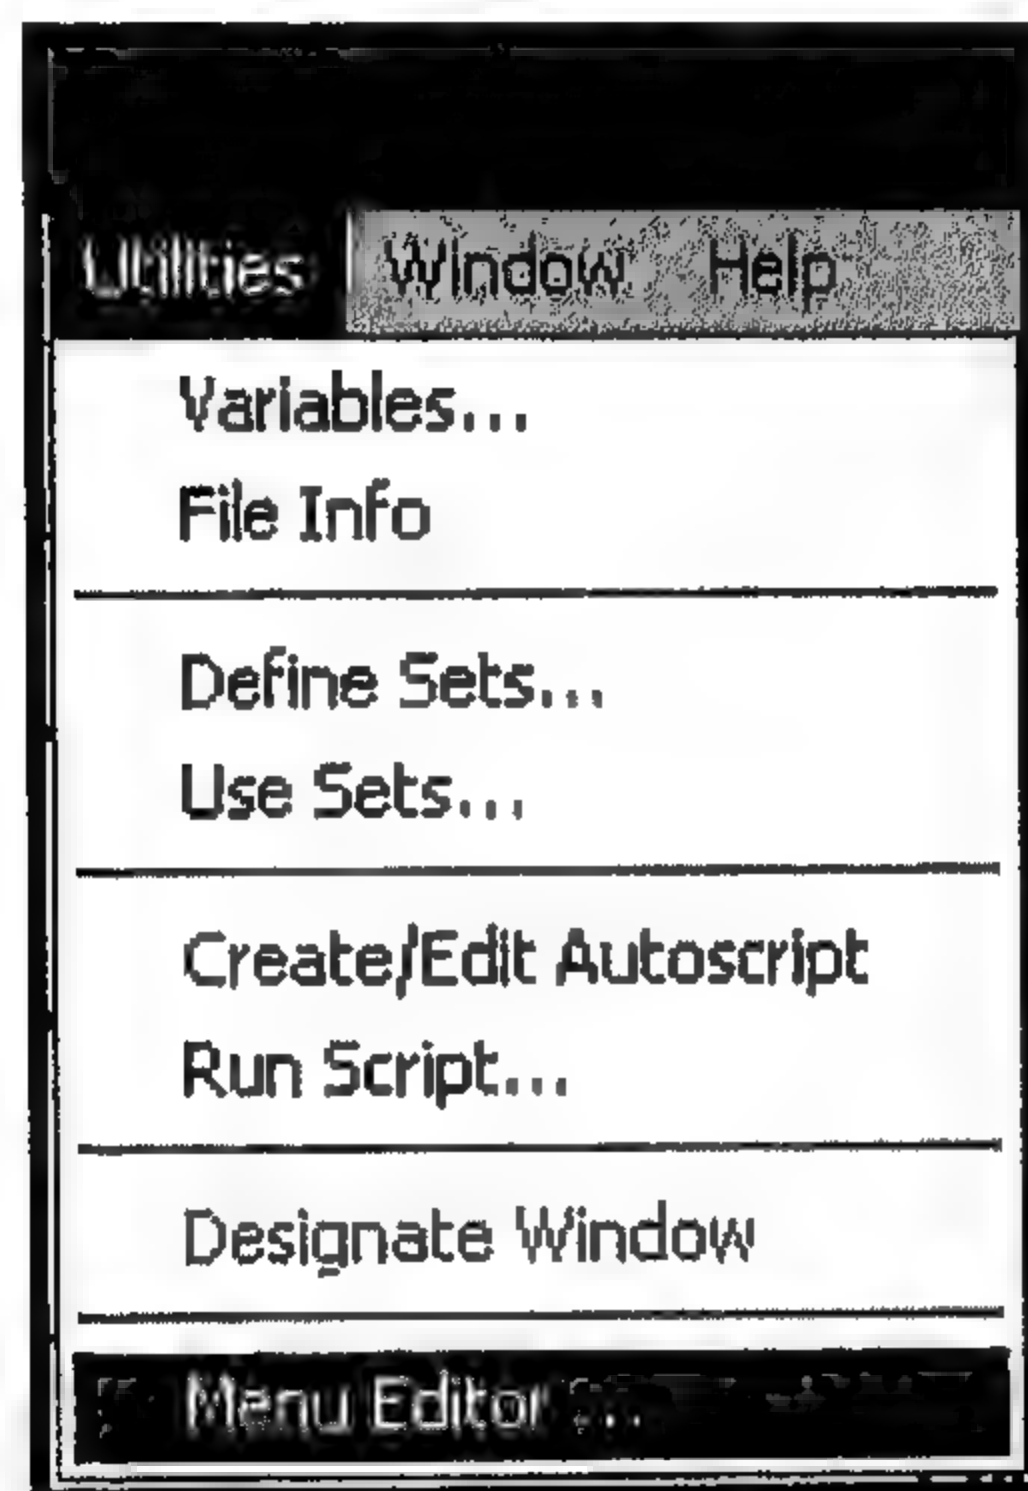 Utilities Window Help
Variables...
File Info
Define Sets...
Use Sets...
Create/Edit Autoscript
Run Script...
Designate Window
Menu Editor ...